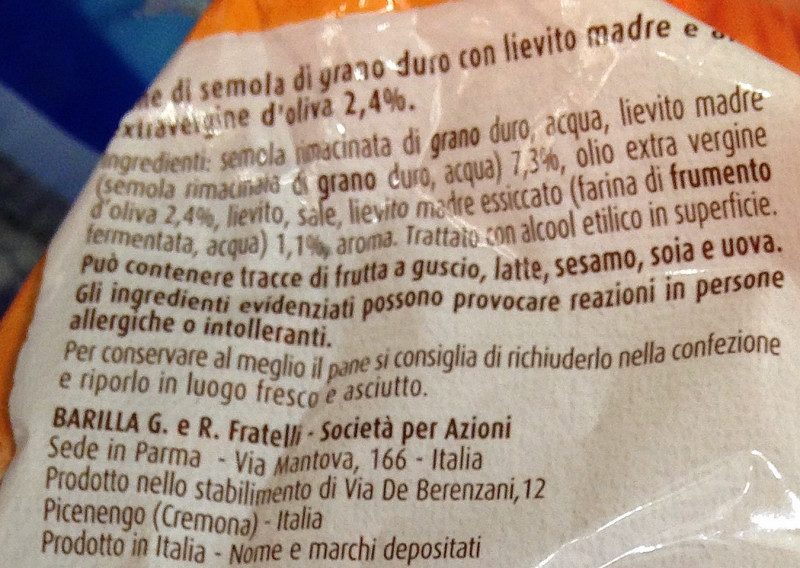 di semola di grano duro con lievito madre e
extravergine d'oliva 2,4%.
Ingredienti: semola rimacinata di grano duro, acqua, lievito madre
(semola rimacinata di grano duro, acqua) 7,3%, olio extra vergine
d'oliva 2,4%, lievito, sale, lievito madre essiccato (farina di frumento
fermentata, acqua) 1,1%, aroma. Trattato con alcool etilico in superficie.
Può contenere tracce di frutta a guscio, latte, sesamo, soia e uova.
Gli ingredienti evidenziati possono provocare reazioni in persone
allergiche o intolleranti.
Per conservare al meglio il pane si consiglia di richiuderlo nella confezione
e riporlo in luogo fresco e asciutto.
BARILLA G. e R. Fratelli - Società per Azioni
Sede in Parma - Via Mantova, 166 - Italia
Prodotto nello stabilimento di Via De Berenzani,12
Picenengo (Cremona) - Italia
Prodotto in Italia - Nome e marchi depositati